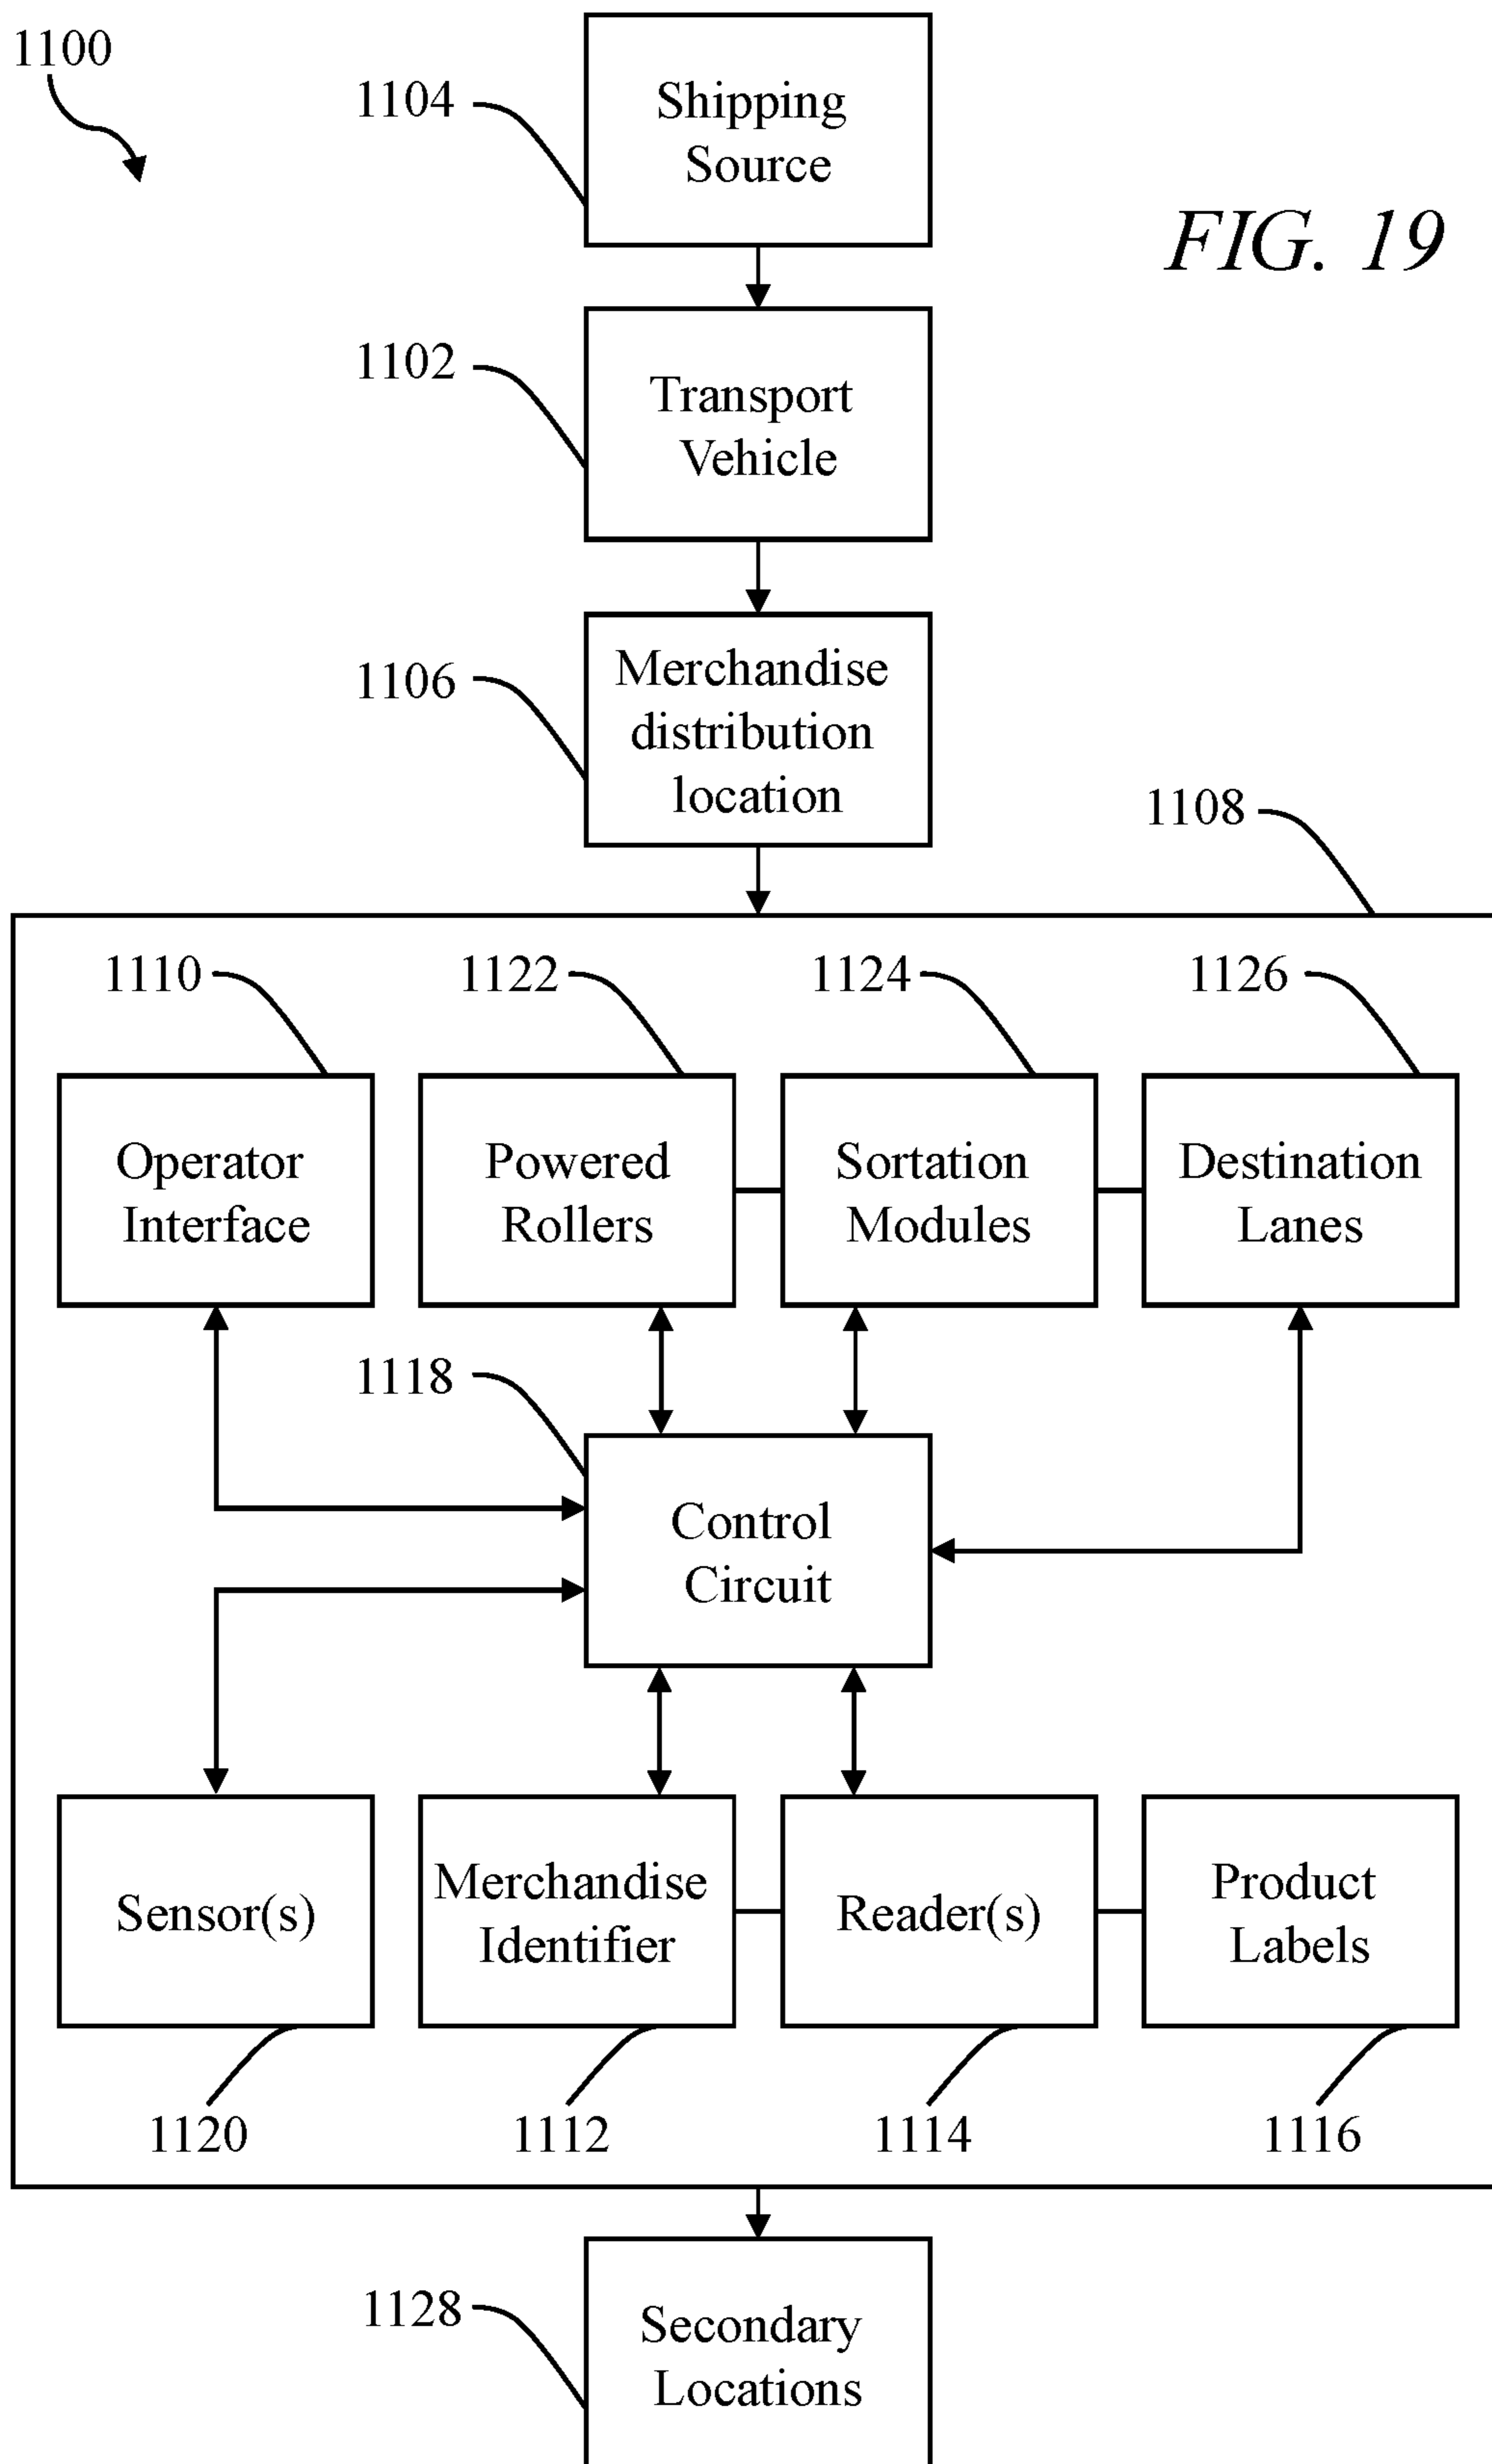 1100
1104
Shipping
Source
FIG. 19
1102
Transport
Vehicle
1106
Merchandise
distribution
location
1108
1110
1122
1124
1126
Operator
Interface
Powered
Rollers
Sortation
Modules
Destination
Lanes
1118
Control
Circuit
Sensor(s)
Merchandise
Identifier
Reader(s)
Product
Labels
1120
1112
1114
1116
1128
Secondary
Locations